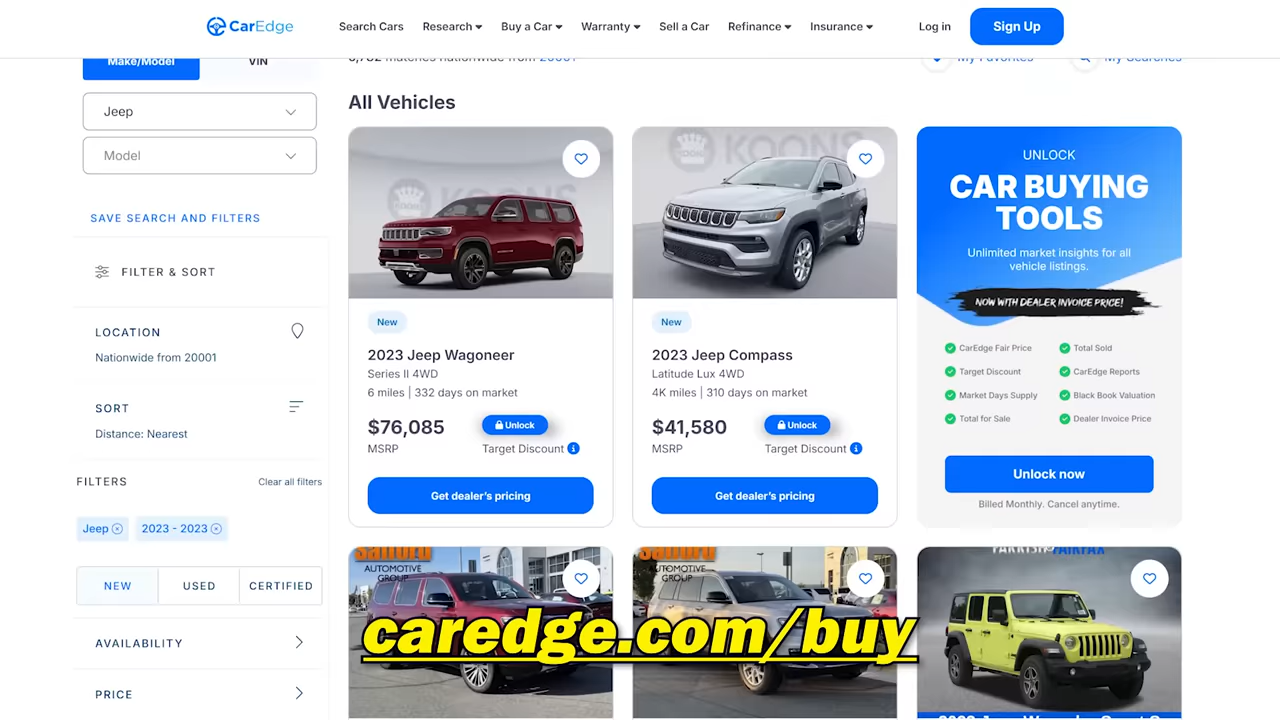 CarEdge
Search Cars
Research
Buy a Car
Warranty
Sell a Car
Refinance
Insurance
Log in
Sign Up
Make/Model
VIN
Jeep
Model
SAVE SEARCH AND FILTERS
FILTER & SORT
LOCATION
Nationwide from 20001
SORT
Distance: Nearest
FILTERS
Clear all filters
Jeep
2023 - 2023
NEW
USED
CERTIFIED
AVAILABILITY
PRICE
matches nationwide from 20001
My Favorites
My Searches
All Vehicles
KOONS
New
2023 Jeep Wagoneer
Series II 4WD
6 miles | 332 days on market
$76,085
Unlock
MSRP
Target Discount
Get dealer's pricing
KOONS
New
2023 Jeep Compass
Latitude Lux 4WD
4K miles | 310 days on market
$41,580
Unlock
MSRP
Target Discount
Get dealer's pricing
UNLOCK
CAR BUYING
TOOLS
Unlimited market insights for all
vehicle listings.
NOW WITH DEALER INVOICE PRICE!
CarEdge Fair Price
Total Sold
Target Discount
CarEdge Reports
Market Days Supply
Black Book Valuation
Total for Sale
Dealer Invoice Price
Unlock now
Billed Monthly. Cancel anytime.
AUTOMOTIVE
GROUP
AUTOMOTIVE
GROUP
FAIRFAX
caredge.com/buy